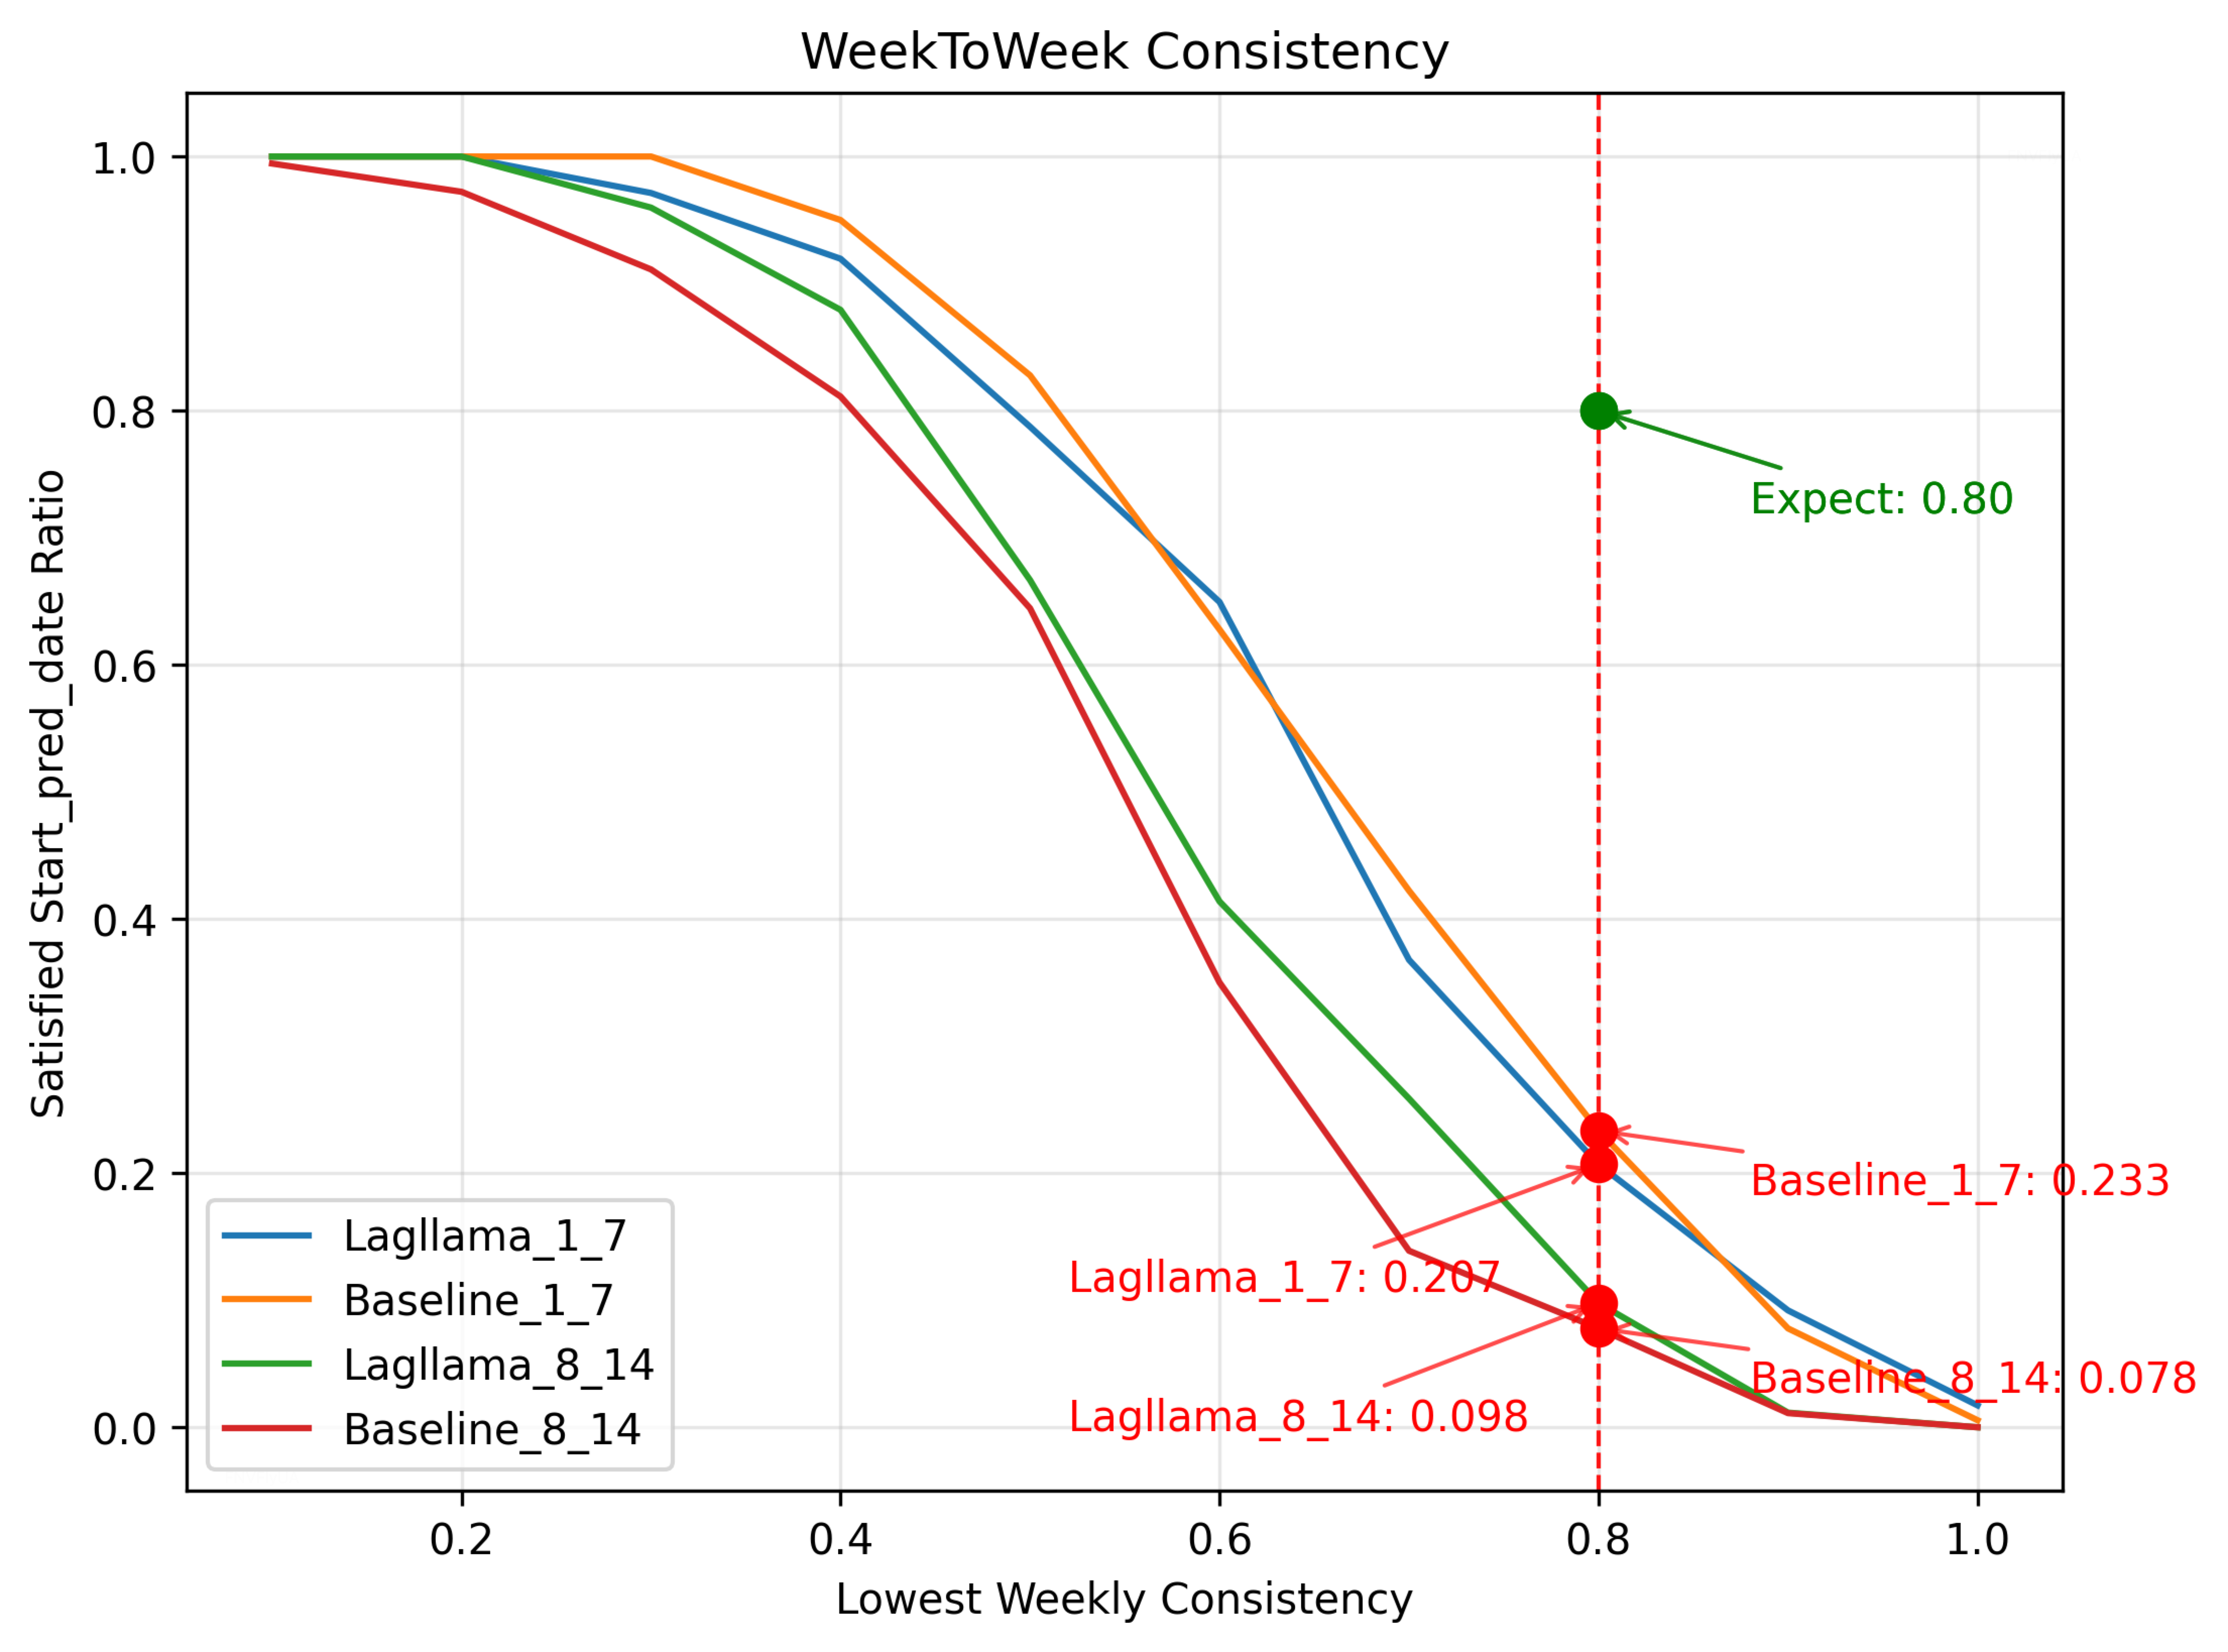 WeekToWeek Consistency
Satisfied Start_pred_date Ratio
1.0
0.8
0.6
0.4
0.2
0.0
Expect: 0.80
Baseline_1_7: 0.233
Lagllama_1_7: 0.207
Baseline_8_14: 0.078
Lagllama_8_14: 0.098
Lagllama_1_7
Baseline_1_7
Lagllama_8_14
Baseline_8_14
0.2
0.4
0.6
0.8
1.0
Lowest Weekly Consistency